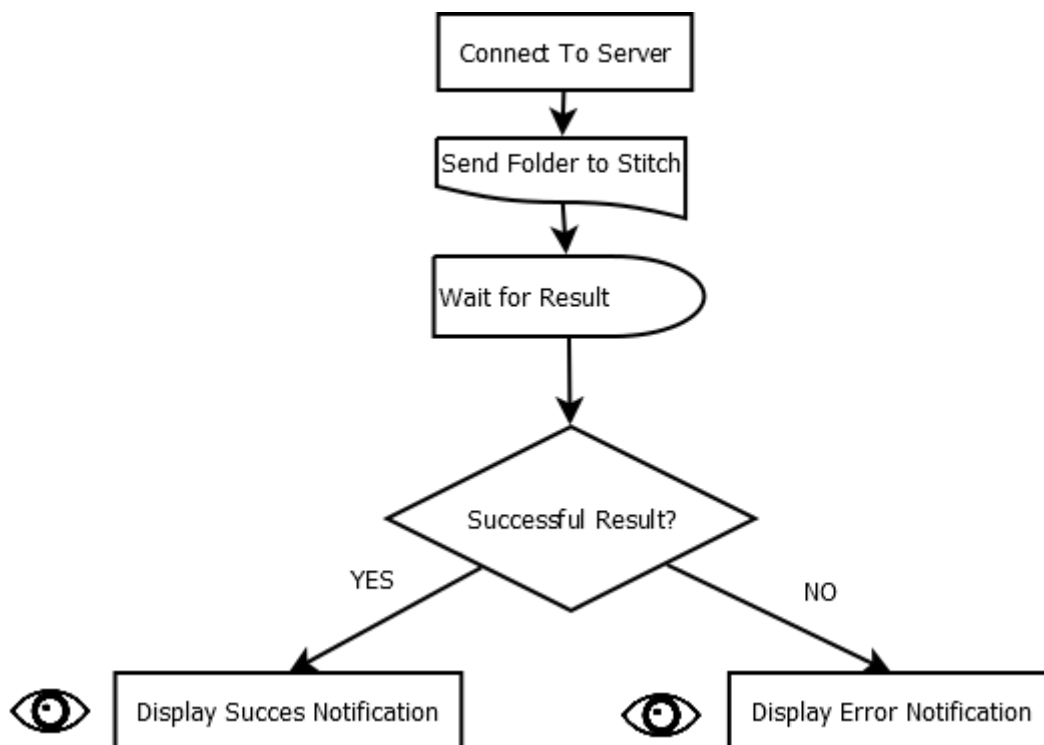 Connect To Server
Send Folder to Stitch
Wait for Result
Successful Result?
YES
NO
Display Succes Notification
Display Error Notification